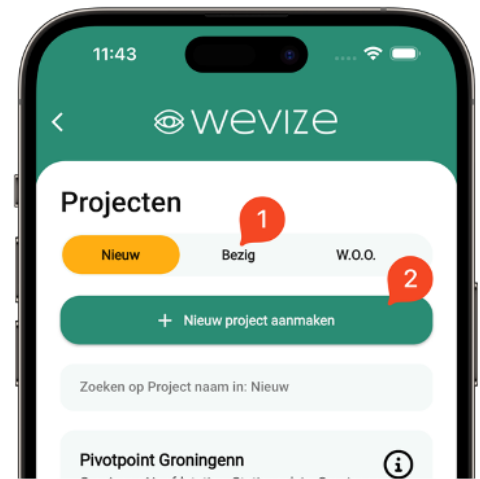 11:43
wevize
Projecten
1
Nieuw Bezig W.O.O.
2
+ Nieuw project aanmaken
Zoeken op Project naam in: Nieuw
Pivotpoint Groningenn